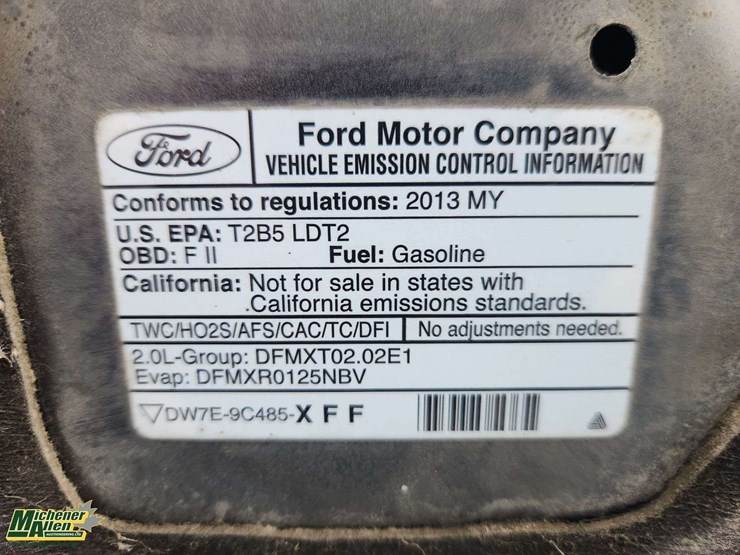 Ford
Ford Motor Company
VEHICLE EMISSION CONTROL INFORMATION
Conforms to regulations: 2013 MY
U.S. EPA: T2B5 LDT2
OBD: F II Fuel: Gasoline
California: Not for sale in states with
California emissions standards.
TWC/HO2S/AFS/CAC/TC/DFI No adjustments needed.
2.0L-Group: DFMXT02.02E1
Evap: DFMXR0125NBV
▽DW7E-9C485-X F F
Michener
Allen
AUCTIONEERING LTD.